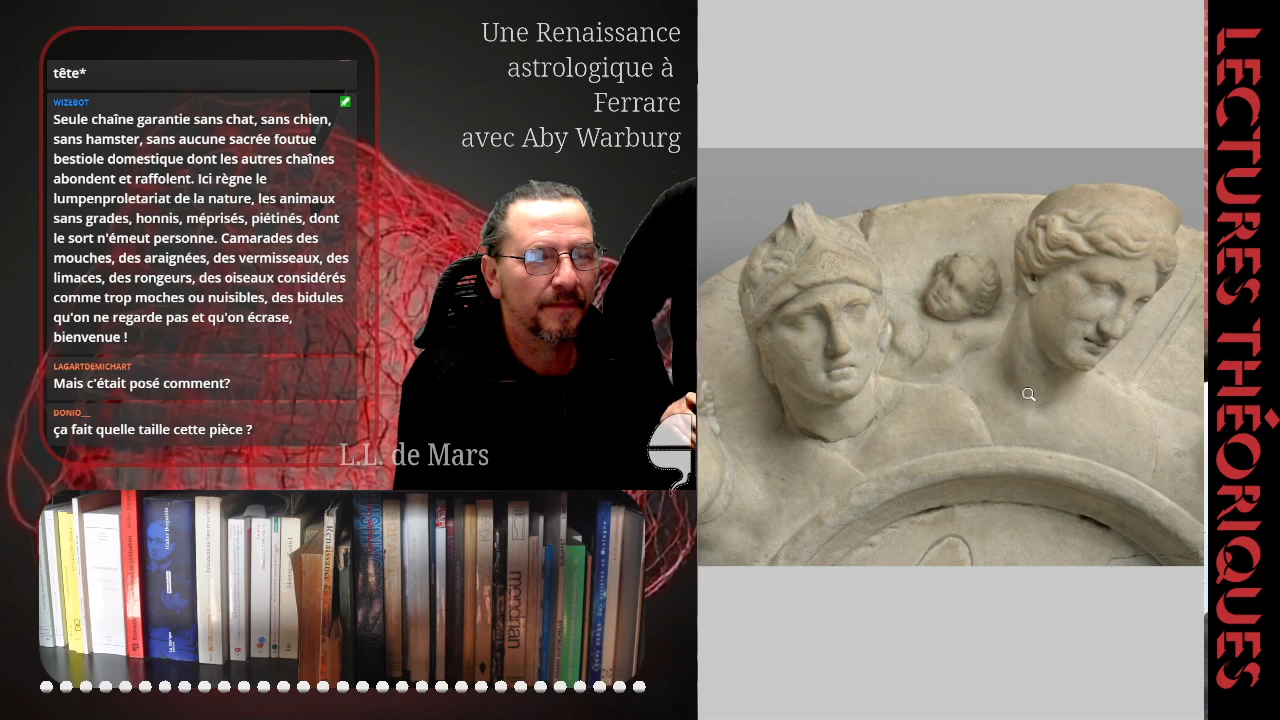 Une Renaissance
astrologique à
Ferrare
avec Aby Warburg
tête*
WIZEBOT
Seule chaîne garantie sans chat, sans chien,
sans hamster, sans aucune sacrée foutue
bestiole domestique dont les autres chaînes
abondent et raffolent. Ici règne le
lumpenproletariat de la nature, les animaux
sans grades, honnis, méprisés, piétinés, dont
le sort n'émeut personne. Camarades des
mouches, des araignées, des vermisseaux, des
limaces, des rongeurs, des oiseaux considérés
comme trop moches ou nuisibles, des bidules
qu'on ne regarde pas et qu'on écrase,
bienvenue !
LAGARTDEMICHART
Mais c'était posé comment?
DONIO__
ça fait quelle taille cette pièce ?
L.L. de Mars
mondrian
LECTURES THÉORIQUES